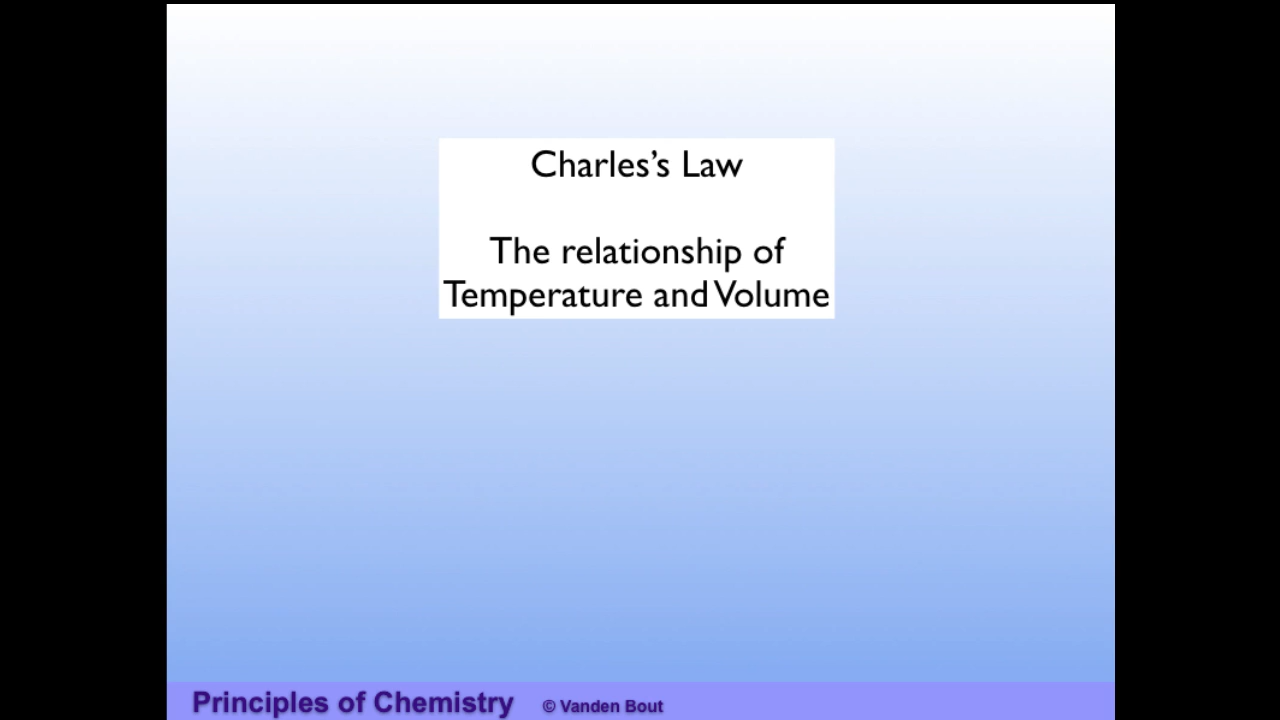 Charles’s Law
The relationship of
Temperature and Volume
Principles of Chemistry © Vanden Bout